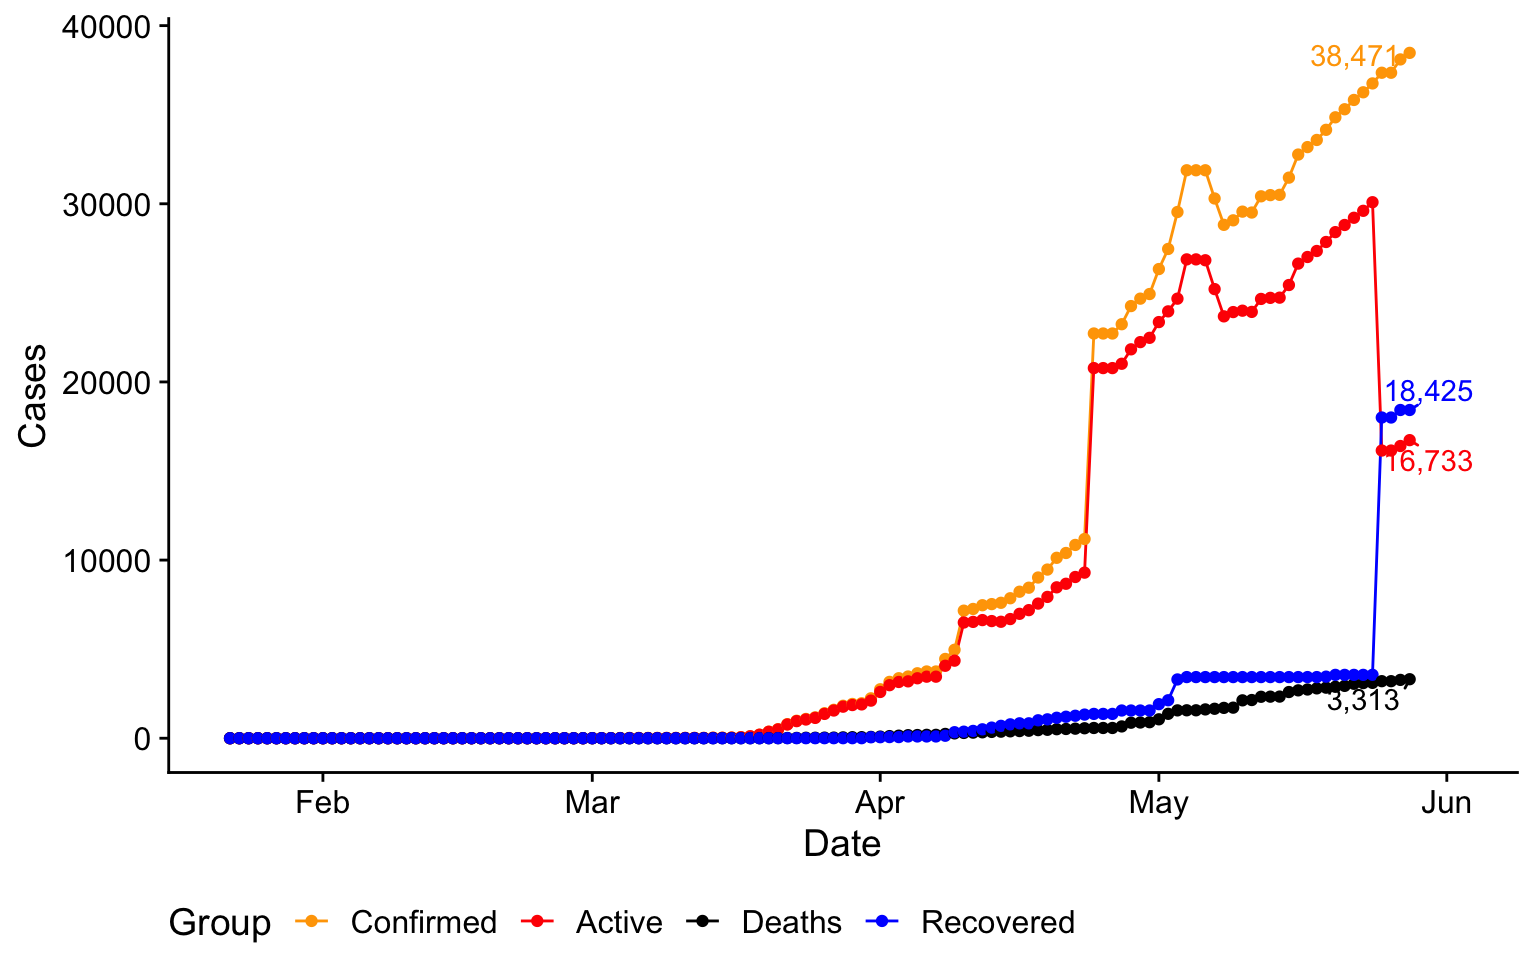 40000
38,471
30000
Cases
20000
18,425
16,733
10000
3,313
0
Feb Mar Apr May Jun
Date
Group Confirmed Active Deaths Recovered